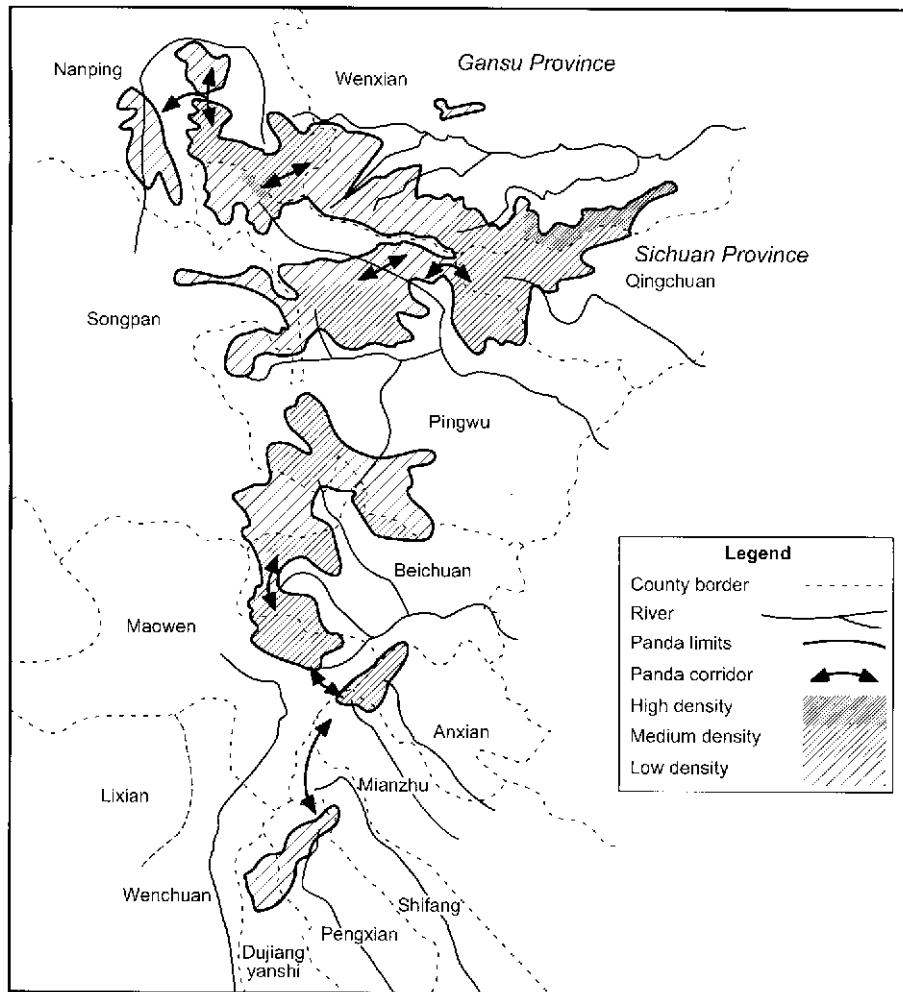 Gansu Province
Nanping
Wenxian
Sichuan Province
Qingchuan
Songpan
Pingwu
Legend
County border
River
Panda limits
Panda corridor
High density
Medium density
Low density
Beichuan
Maowen
Anxian
Mianzhu
Lixian
Wenchuan
Shifang
Pengxian
Dujiang
yanshi